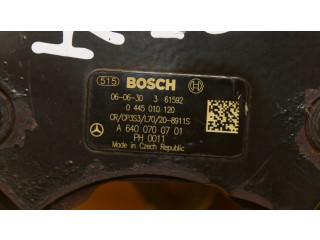 515 BOSCH
06-06-30 3 61592
0 445 010 120
CR/CP3S3/L70/20-8911S
A 640 070 07 01
PH 0011
Made in Czech Republic